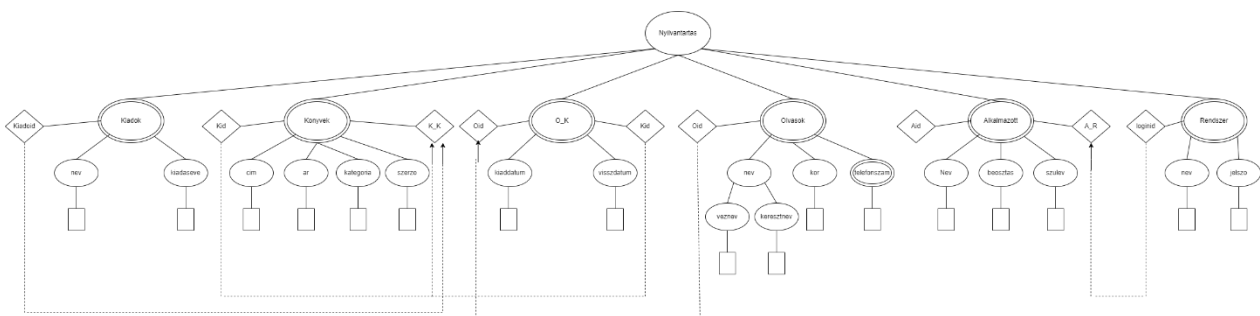 Nyilvantartas
Kiadoid
Kiadok
Kid
Konyvek
K_K
Oid
O_K
Kid
Oid
Olvasok
Aid
Alkalmazott
A_R
loginid
Rendszer
nev
kiadaseve
cim
ar
kategoria
szerzo
kiaddatum
visszdatum
nev
kor
telefonszam
Nev
beosztas
szulev
nev
jelszo
veznev
keresztnev